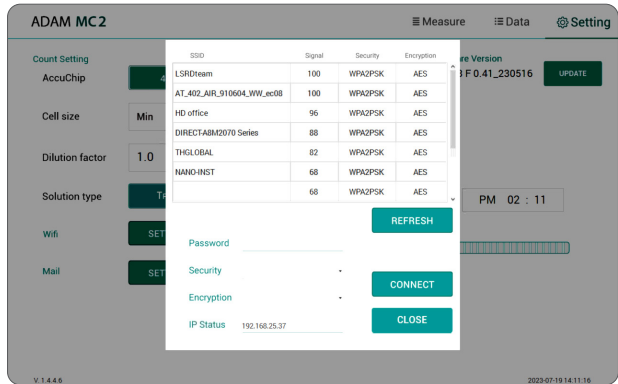 ADAM MC2
Measure
Data
Setting
Count Setting
AccuChip
4
Cell size
Min
Dilution factor
1.0
Solution type
Wifi
SET
Mail
SET
SSID Signal Security Encryption
LSRDteam 100 WPA2PSK AES
AT_402_AIR_910604_WW_ec08 100 WPA2PSK AES
HD office 96 WPA2PSK AES
DIRECT-A8M2070 Series 88 WPA2PSK AES
THGLOBAL 82 WPA2PSK AES
NANO-INST 68 WPA2PSK AES
68 WPA2PSK AES
REFRESH
Password
Security
Encryption
CONNECT
IP Status 192.168.25.37
CLOSE
Version
F 0.41_230516
UPDATE
PM 02 : 11
V 1.4.4.6
2023-07-19 14:11:16